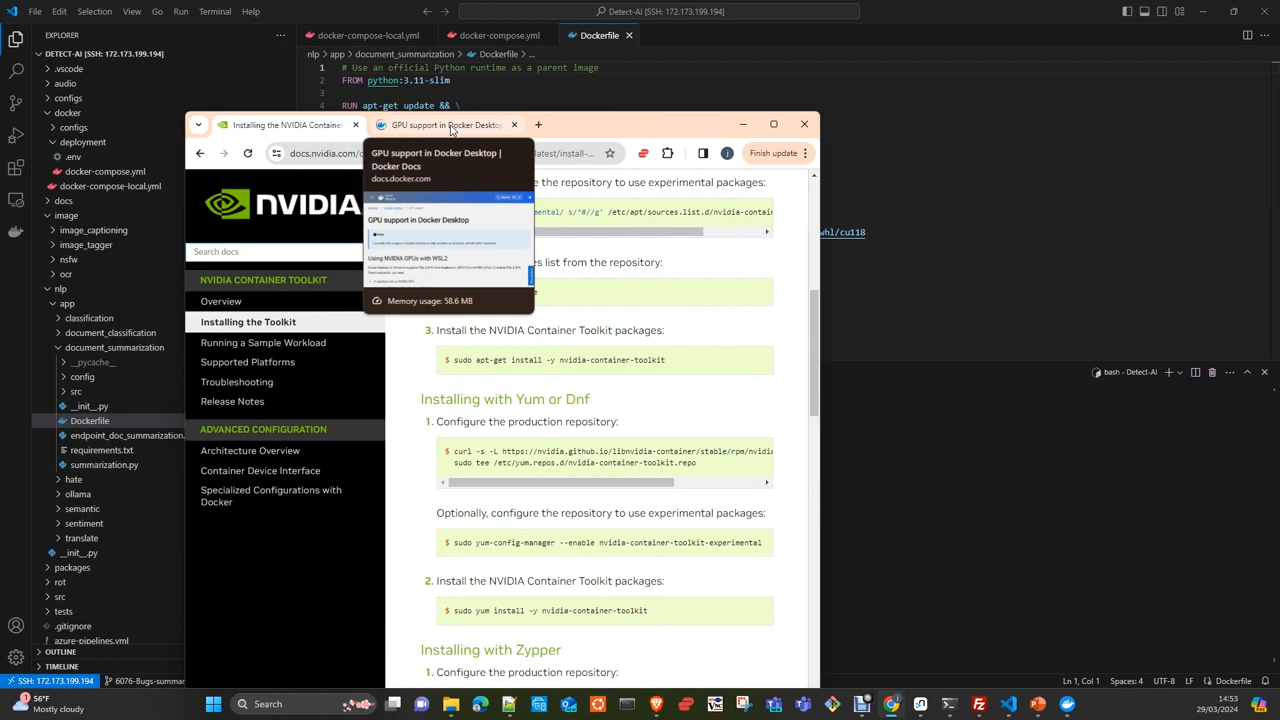 File Edit Selection View Go Run Terminal Help
Detect-AI [SSH: 172.173.199.194]
EXPLORER
DETECT-AI [SSH: 172.173.199.194]
.vscode
audio
configs
docker
configs
deployment
.env
docker-compose.yml
docker-compose-local.yml
docs
image
image_captioning
image_tagger
nsfw
ocr
nlp
app
classification
document_classification
document_summarization
__pycache__
config
src
__init__.py
Dockerfile
endpoint_doc_summarization.
requirements.txt
summarization.py
hate
ollama
semantic
sentiment
translate
__init__.py
packages
rot
src
tests
.gitignore
azure-pipelines.yml
OUTLINE
TIMELINE
docker-compose-local.yml
docker-compose.yml
Dockerfile
nlp > app > document_summarization > Dockerfile > ...
1 # Use an official Python runtime as a parent image
2 FROM python:3.11-slim
3
4 RUN apt-get update && \
whl/cu118
bash - Detect-AI
Installing the NVIDIA Container
GPU support in Docker Desktop
docs.nvidia.com/d
latest/install-...
j
Finish update
GPU support in Docker Desktop |
Docker Docs
docs.docker.com
GPU support in Docker Desktop
Using NVIDIA GPUs with WSL2
Memory usage: 58.6 MB
NVIDIA
Search docs
NVIDIA CONTAINER TOOLKIT
Overview
Installing the Toolkit
Running a Sample Workload
Supported Platforms
Troubleshooting
Release Notes
ADVANCED CONFIGURATION
Architecture Overview
Container Device Interface
Specialized Configurations with
Docker
the repository to use experimental packages:
mental/ s/^#//g' /etc/apt/sources.list.d/nvidia-contain
es list from the repository:
3. Install the NVIDIA Container Toolkit packages:
$ sudo apt-get install -y nvidia-container-toolkit
Installing with Yum or Dnf
1. Configure the production repository:
$ curl -s -L https://nvidia.github.io/libnvidia-container/stable/rpm/nvidia
sudo tee /etc/yum.repos.d/nvidia-container-toolkit.repo
Optionally, configure the repository to use experimental packages:
$ sudo yum-config-manager --enable nvidia-container-toolkit-experimental
2. Install the NVIDIA Container Toolkit packages:
$ sudo yum install -y nvidia-container-toolkit
Installing with Zypper
1. Configure the production repository:
SSH: 172.173.199.194
6076-Bugs-summar
Ln 1, Col 1 Spaces: 4 UTF-8 LF Dockerfile
56°F
Mostly cloudy
Search
14:53
29/03/2024